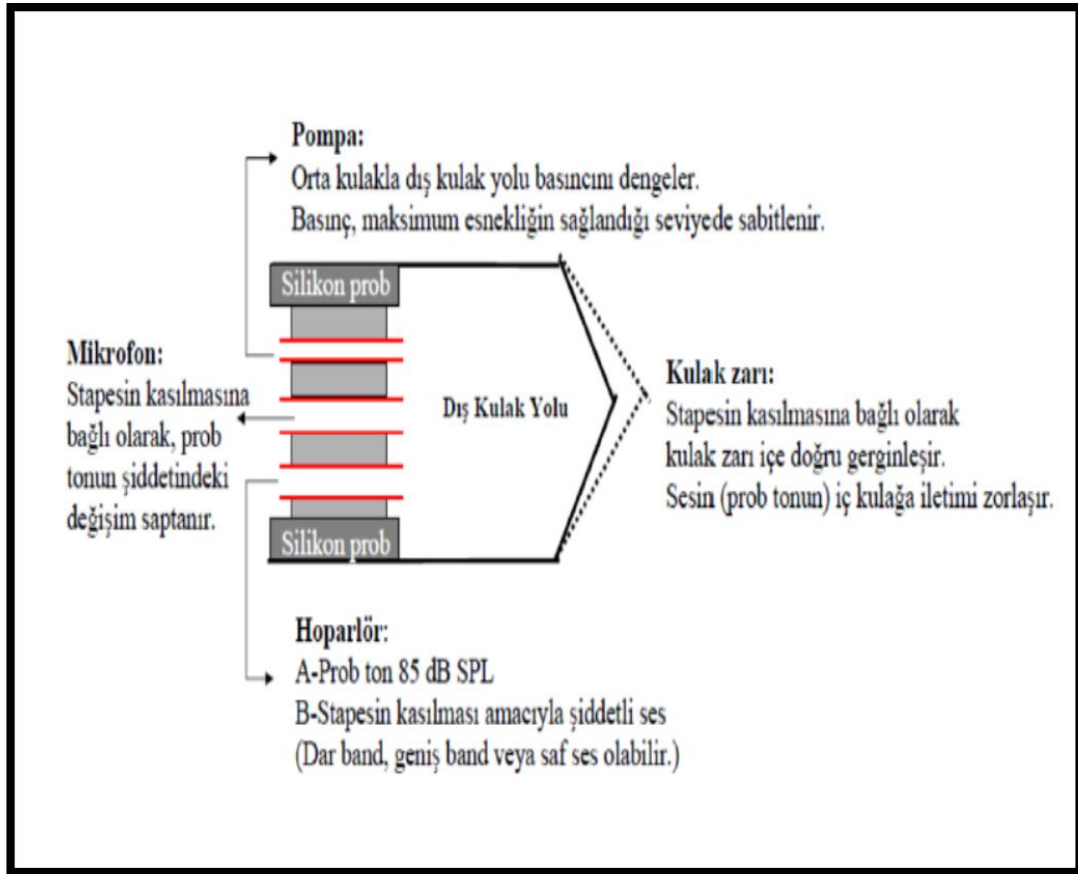 Pompa:
Orta kulakla dış kulak yolu basıncını dengeler.
Basınç, maksimum esnekliğin sağlandığı seviyede sabitlenir.
Silikon prob
Mikrofon:
Stapesin kasılmasına
bağlı olarak, prob
tonun şiddetindeki
değişim saptanır.
Dış Kulak Yolu
Kulak zarı:
Stapesin kasılmasına bağlı olarak
kulak zarı içe doğru gerginleşir.
Sesin (prob tonun) iç kulağa iletimi zorlaşır.
Silikon prob
Hoparlör:
A-Prob ton 85 dB SPL
B-Stapesin kasılması amacıyla şiddetli ses
(Dar band, geniş band veya saf ses olabilir.)